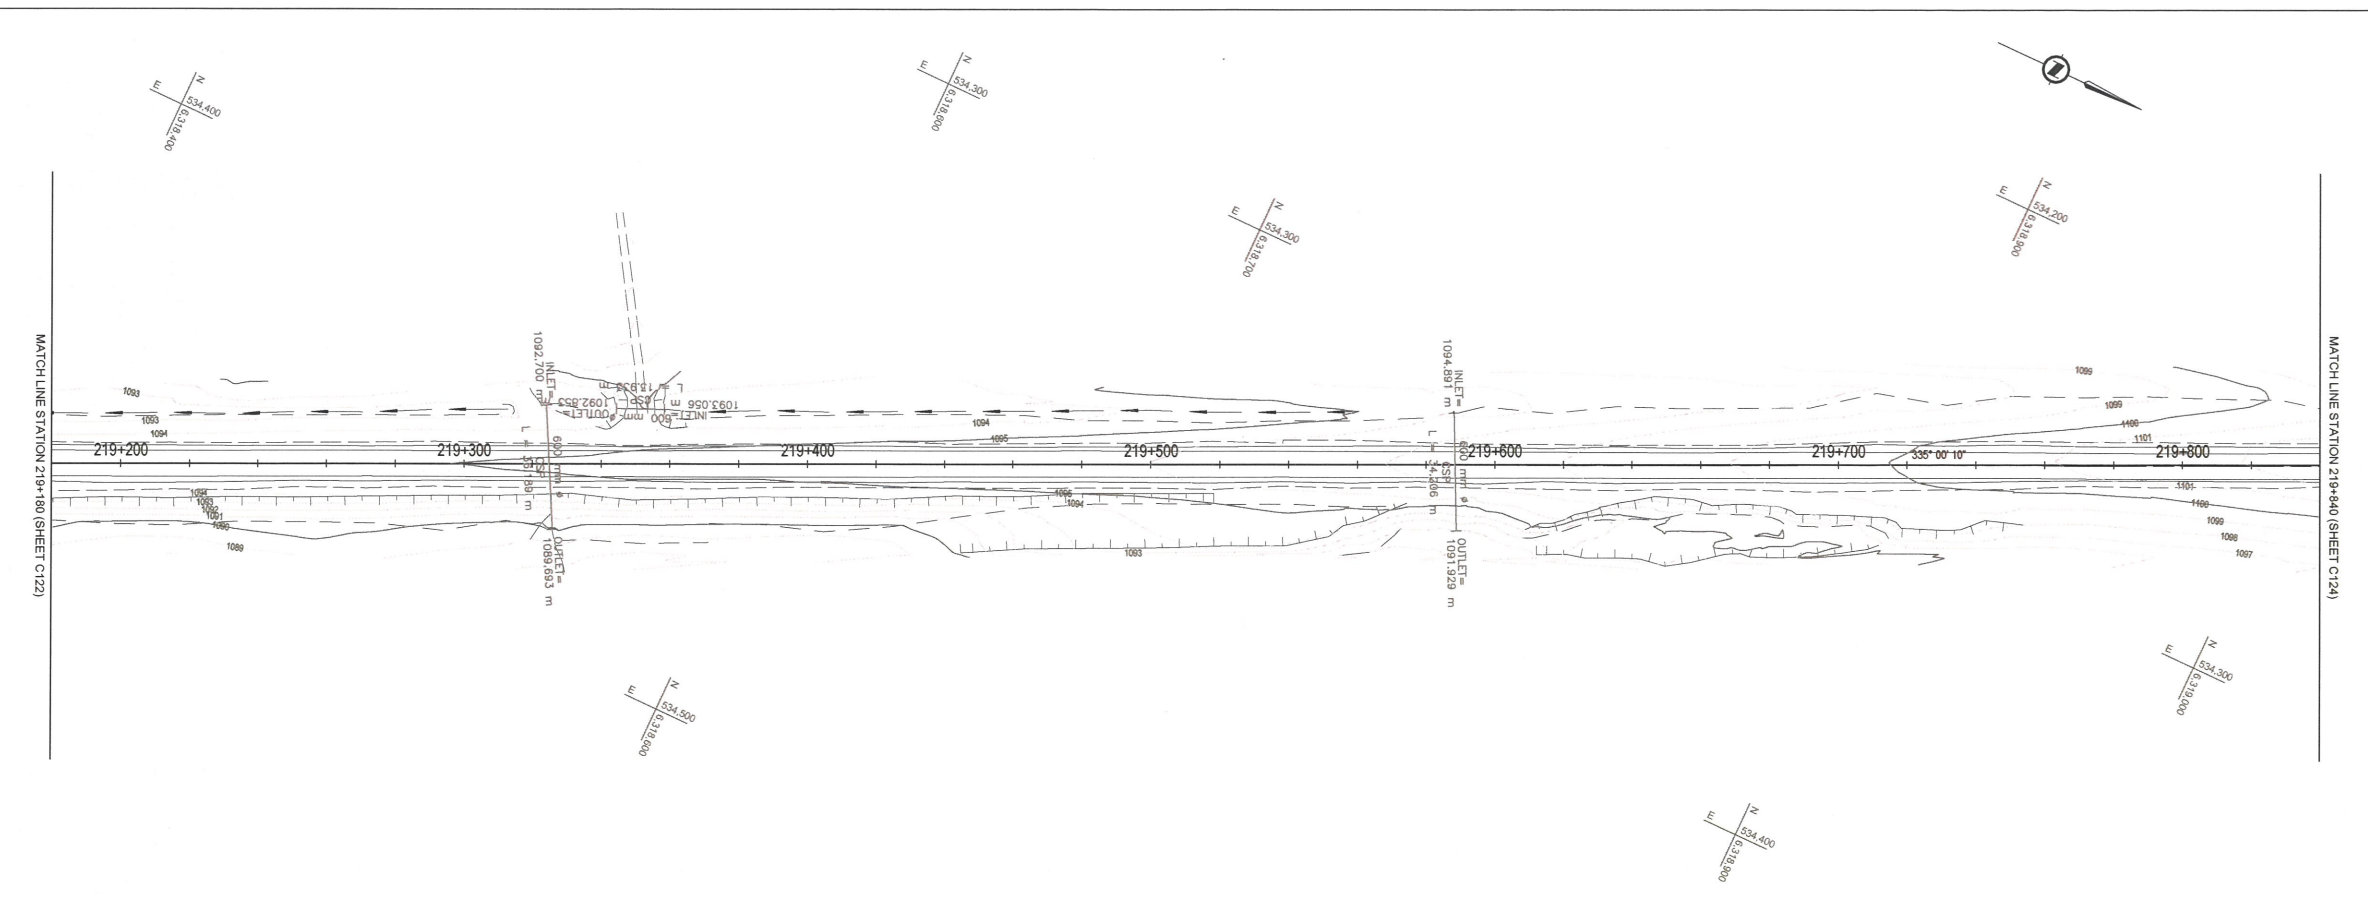 E
N
534,400
6,318,400
E
N
534,300
6,318,600
E
N
534,300
6,318,700
E
N
534,200
6,318,900
MATCH LINE STATION 219+180 (SHEET C122)
MATCH LINE STATION 219+840 (SHEET C124)
1093
1093
1094
INLET=
1092.700 m
L = 13.933 m
CSP
600 mm ø
INLET=
1093.056 m
OUTLET=
1092.853
1094
1095
INLET=
1094.891 m
1099
1099
1100
1101
219+200
219+300
219+400
219+500
219+600
219+700
335° 00' 10"
219+800
600 mm ø
CSP
600 mm ø
CSP
1094
1093
1092
1091
1090
1089
1095
1094
1093
1101
1100
1099
1098
1097
OUTLET=
1089.693 m
OUTLET=
1091.929 m
E
N
534,500
6,318,600
E
N
534,300
6,319,000
E
N
534,400
6,318,900